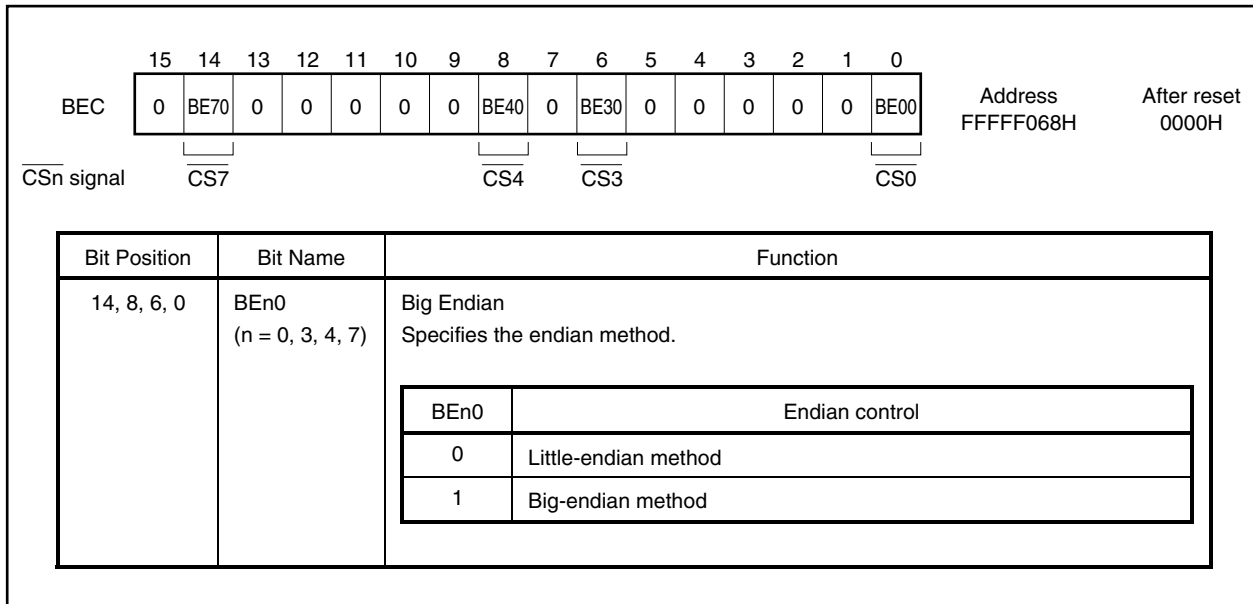 15 14 13 12 11 10 9 8 7 6 5 4 3 2 1 0
BEC 0 BE70 0 0 0 0 0 BE40 0 BE30 0 0 0 0 0 BE00 Address FFFFF068H After reset 0000H
CSn signal CS7 CS4 CS3 CS0
Bit Position Bit Name Function
14, 8, 6, 0 BEn0 Big Endian
(n = 0, 3, 4, 7) Specifies the endian method.
BEn0 Endian control
0 Little-endian method
1 Big-endian method